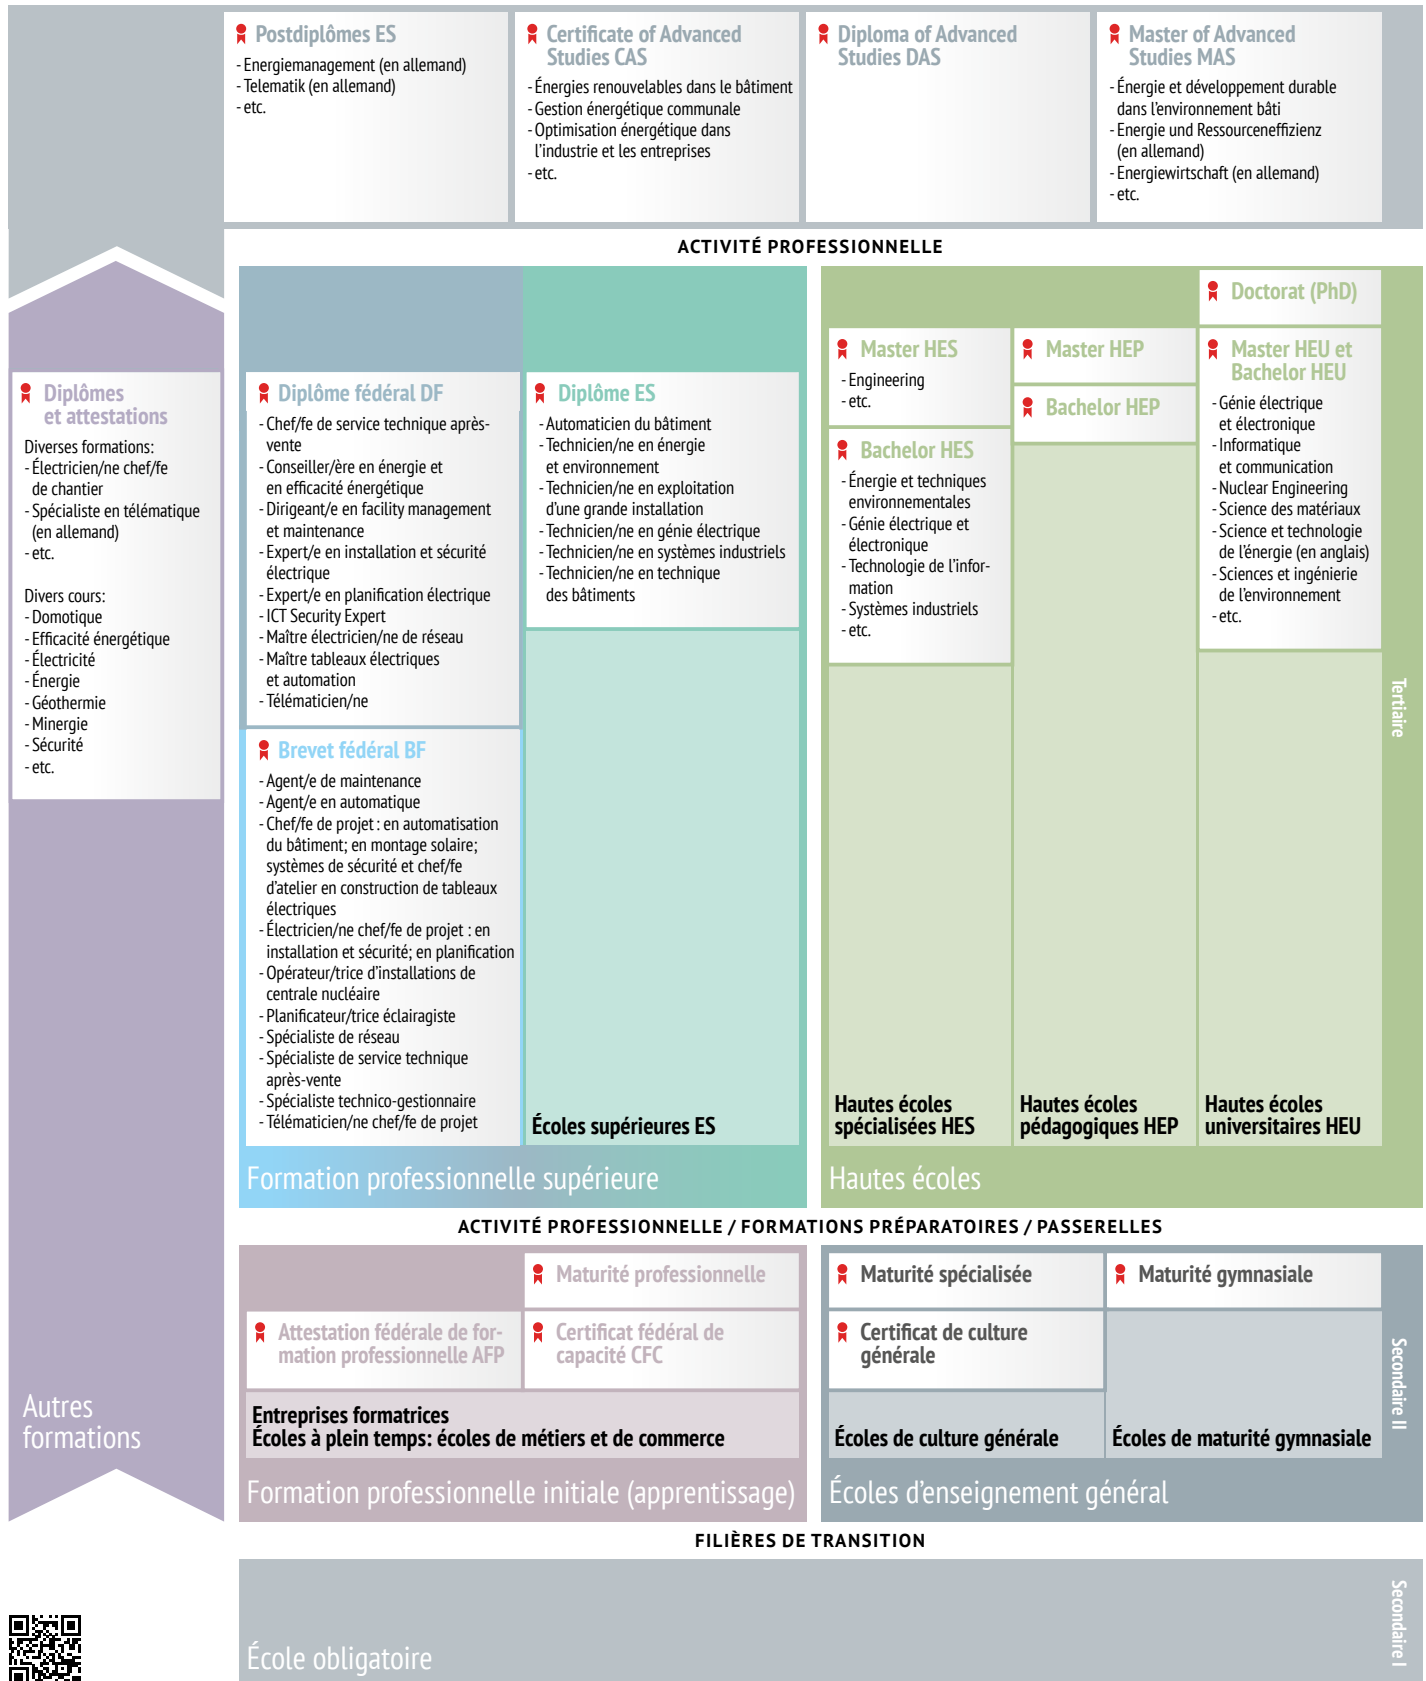 Postdiplômes ES
- Energiemanagement (en allemand)
- Telematik (en allemand)
- etc.
Certificate of Advanced
Studies CAS
- Énergies renouvelables dans le bâtiment
- Gestion énergétique communale
- Optimisation énergétique dans
l'industrie et les entreprises
- etc.
Diploma of Advanced
Studies DAS
Master of Advanced
Studies MAS
- Énergie et développement durable
dans l'environnement bâti
- Energie und Ressourceneffizienz
(en allemand)
- Energiewirtschaft (en allemand)
- etc.
ACTIVITÉ PROFESSIONNELLE
Diplômes
et attestations
Diverses formations:
- Électricien/ne chef/fe
de chantier
- Spécialiste en télématique
(en allemand)
- etc.
Divers cours:
- Domotique
- Efficacité énergétique
- Électricité
- Énergie
- Géothermie
- Minergie
- Sécurité
- etc.
Autres
formations
Diplôme fédéral DF
- Chef/fe de service technique après-
vente
- Conseiller/ère en énergie et
en efficacité énergétique
- Dirigeant/e en facility management
et maintenance
- Expert/e en installation et sécurité
électrique
- Expert/e en planification électrique
- ICT Security Expert
- Maître électricien/ne de réseau
- Maître tableaux électriques
et automation
- Télématicien/ne
Brevet fédéral BF
- Agent/e de maintenance
- Agent/e en automatique
- Chef/fe de projet : en automatisation
du bâtiment; en montage solaire;
systèmes de sécurité et chef/fe
d'atelier en construction de tableaux
électriques
- Électricien/ne chef/fe de projet : en
installation et sécurité; en planification
- Opérateur/trice d'installations de
centrale nucléaire
- Planificateur/trice éclairagiste
- Spécialiste de réseau
- Spécialiste de service technique
après-vente
- Spécialiste technico-gestionnaire
- Télématicien/ne chef/fe de projet
Diplôme ES
- Automaticien du bâtiment
- Technicien/ne en énergie
et environnement
- Technicien/ne en exploitation
d'une grande installation
- Technicien/ne en génie électrique
- Technicien/ne en systèmes industriels
- Technicien/ne en technique
des bâtiments
Écoles supérieures ES
Formation professionnelle supérieure
Master HES
- Engineering
- etc.
Bachelor HES
- Énergie et techniques
environnementales
- Génie électrique et
électronique
- Technologie de l'infor-
mation
- Systèmes industriels
- etc.
Hautes écoles
spécialisées HES
Master HEP
Bachelor HEP
Hautes écoles
pédagogiques HEP
Doctorat (PhD)
Master HEU et
Bachelor HEU
- Génie électrique
et électronique
- Informatique
et communication
- Nuclear Engineering
- Science des matériaux
- Science et technologie
de l'énergie (en anglais)
- Sciences et ingénierie
de l'environnement
- etc.
Hautes écoles
universitaires HEU
Hautes écoles
Tertiaire
ACTIVITÉ PROFESSIONNELLE / FORMATIONS PRÉPARATOIRES / PASSERELLES
Maturité professionnelle
Attestation fédérale de for-
mation professionnelle AFP
Certificat fédéral de
capacité CFC
Entreprises formatrices
Écoles à plein temps: écoles de métiers et de commerce
Formation professionnelle initiale (apprentissage)
Maturité spécialisée
Certificat de culture
générale
Écoles de culture générale
Maturité gymnasiale
Écoles de maturité gymnasiale
Écoles d'enseignement général
Secondaire II
FILIÈRES DE TRANSITION
École obligatoire
Secondaire I